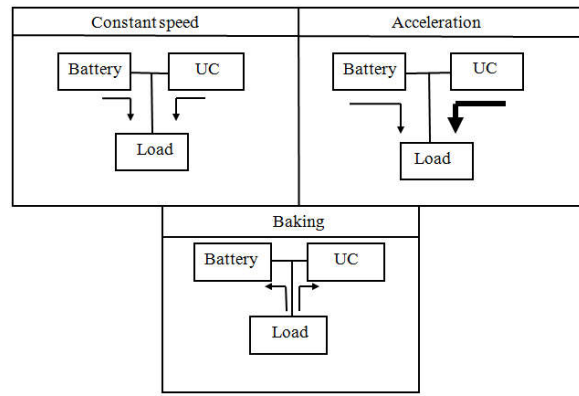 Constant speed
Acceleration
Battery UC
Load
Battery UC
Load
Baking
Battery UC
Load